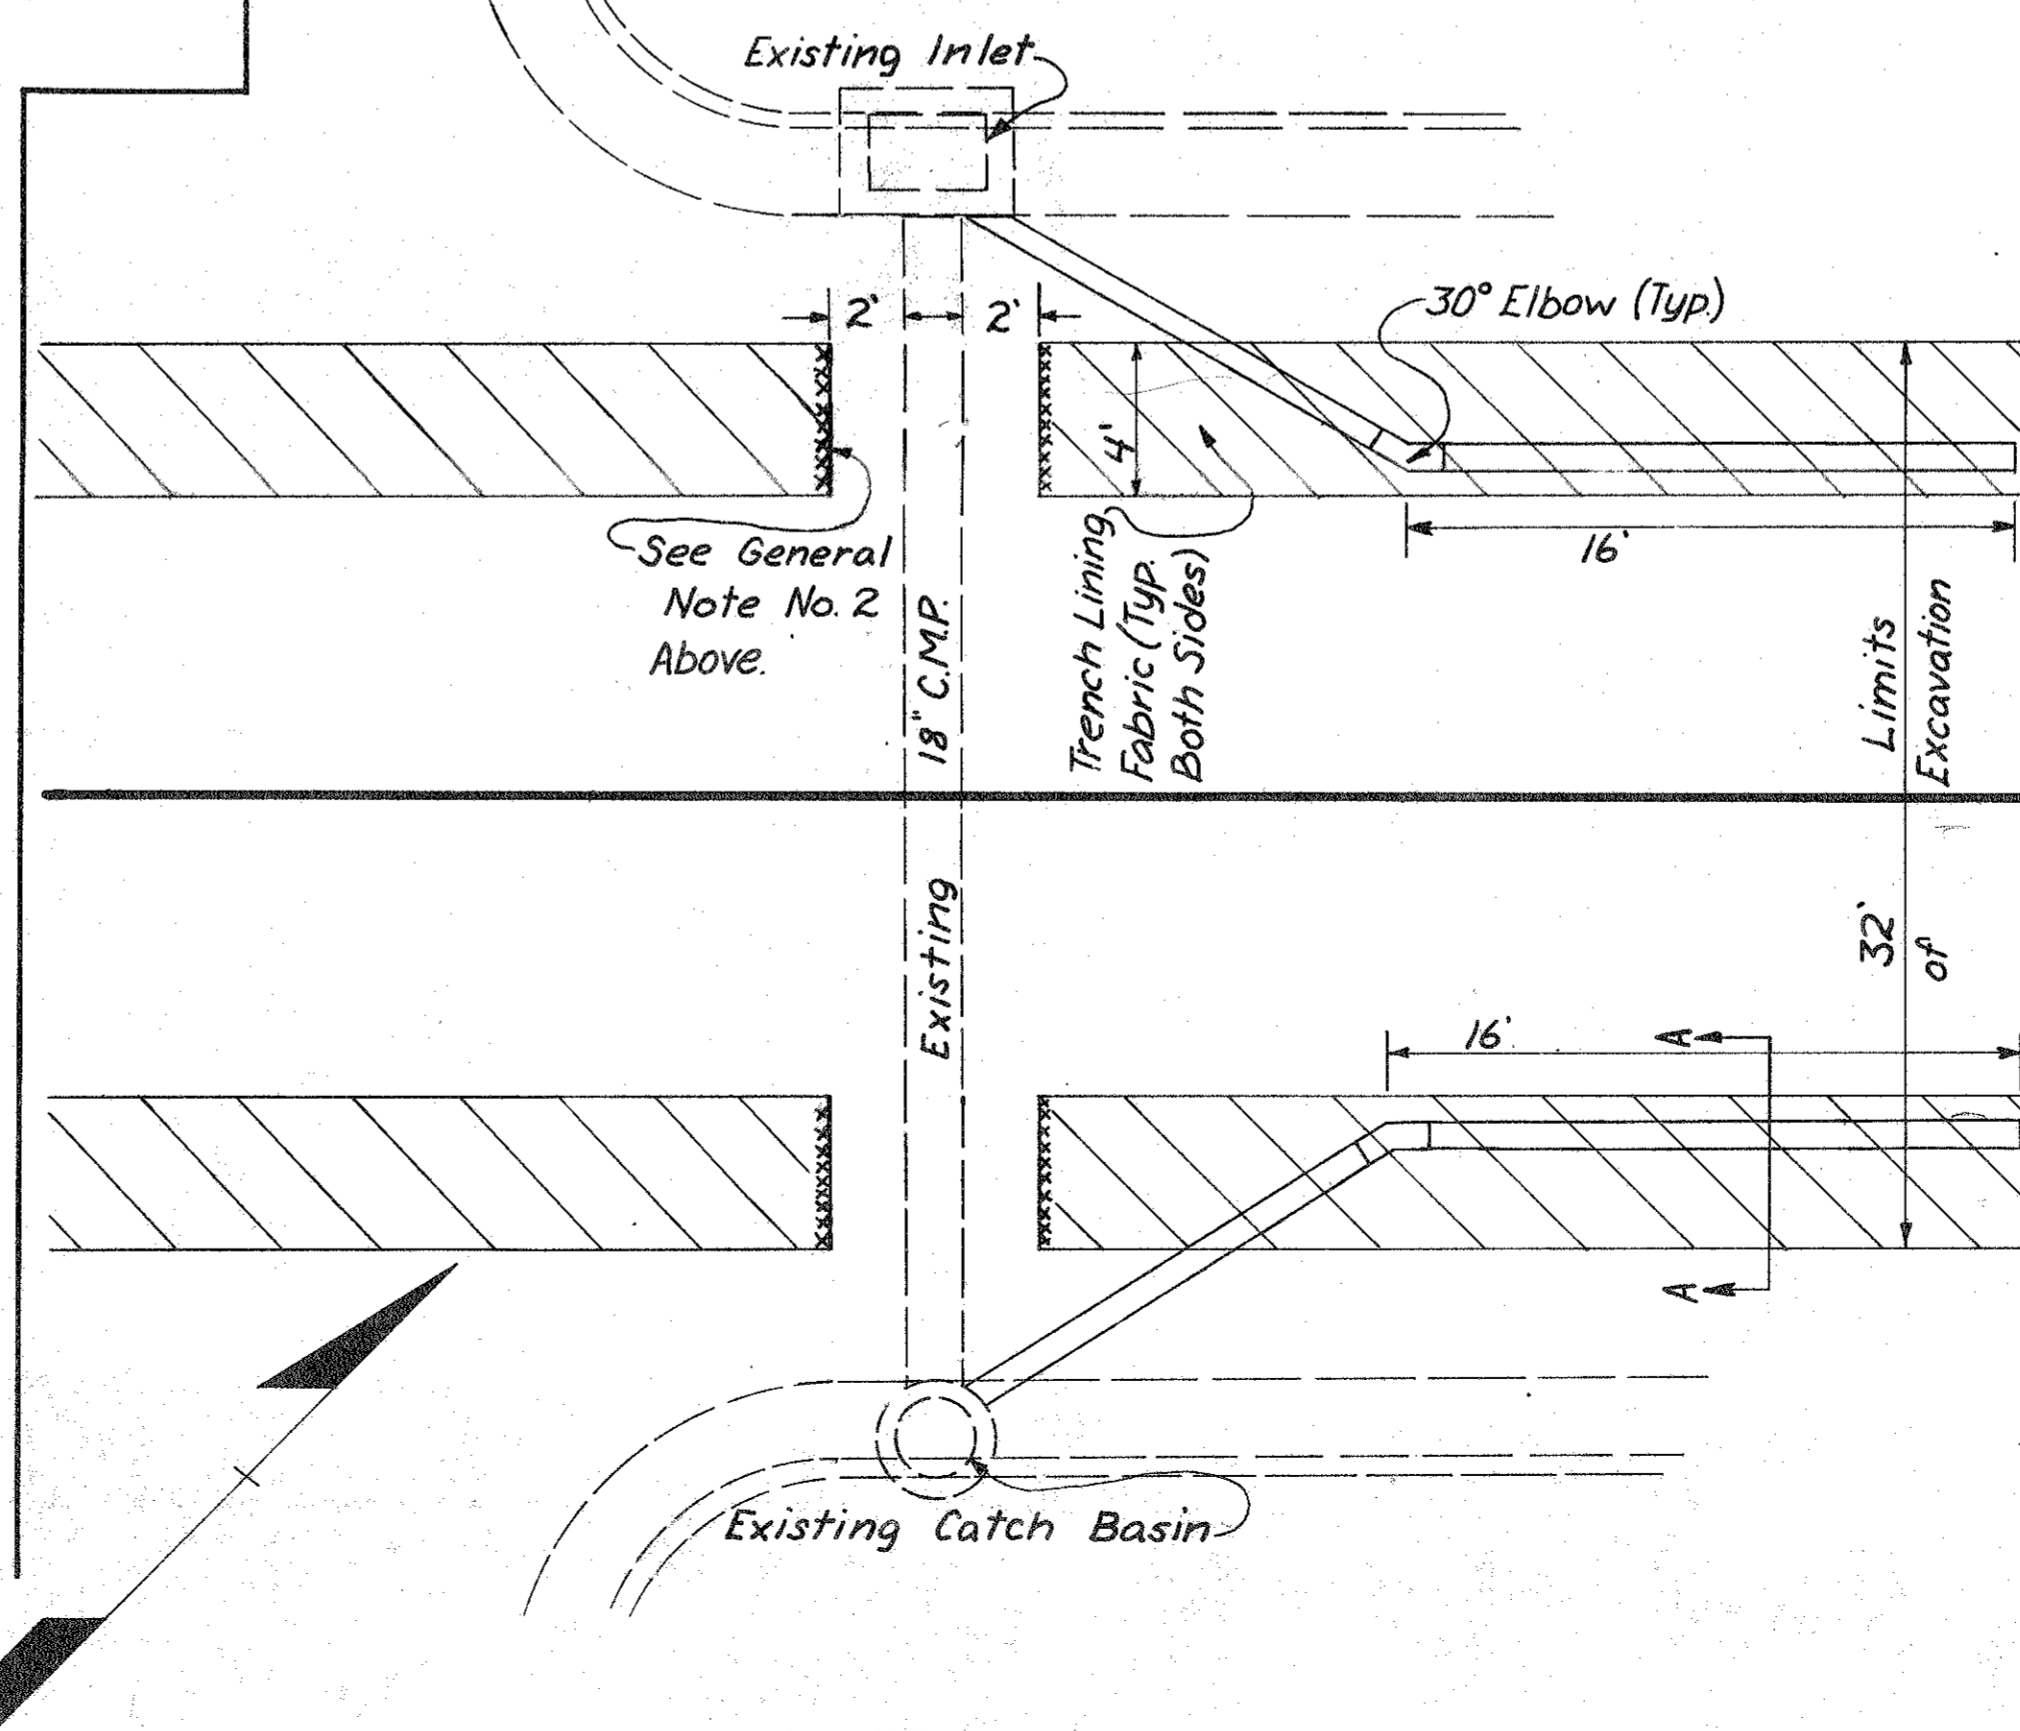 Existing Inlet
2'
2'
30° Elbow (Typ.)
4'
See General
Note No. 2
Above.
16'
Trench Lining
Fabric (Typ.
Both Sides)
Existing 18" C.M.P.
32' Limits
of Excavation
16'
A
A
Existing Catch Basin